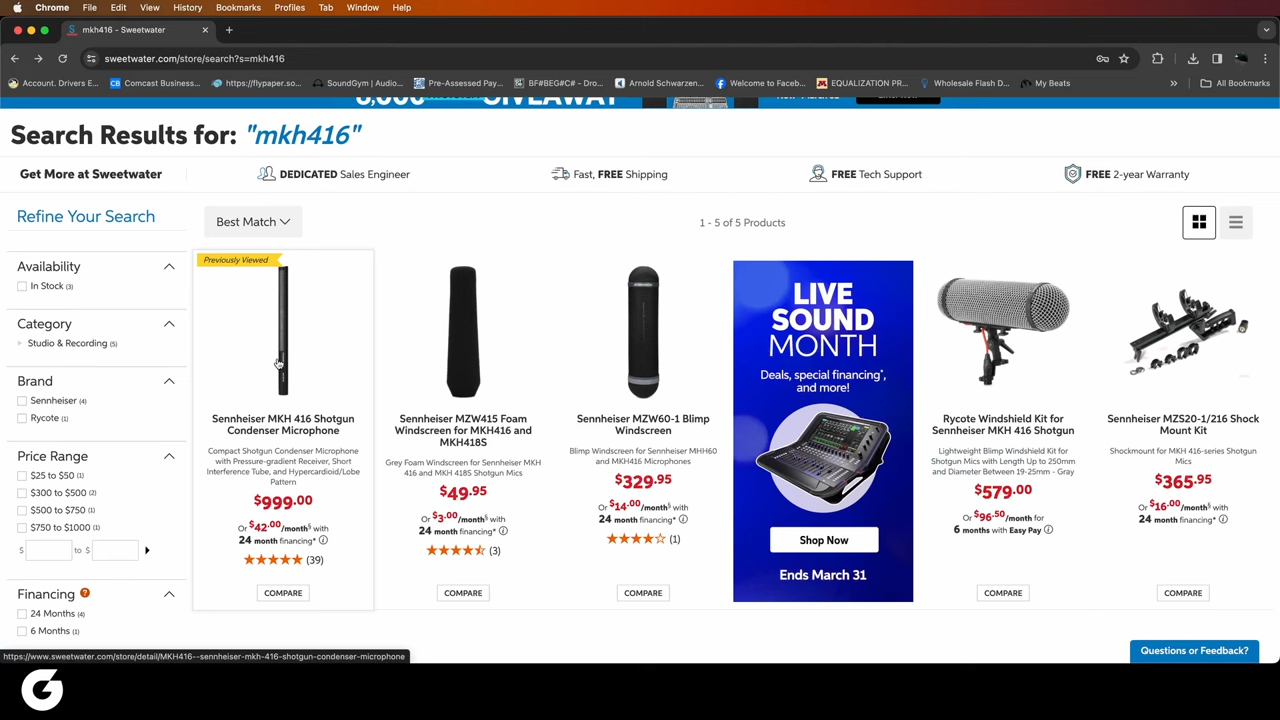 Chrome File Edit View History Bookmarks Profiles Tab Window Help
mkh416 - Sweetwater
sweetwater.com/store/search?s=mkh416
Account. Drivers E... Comcast Business... https://flypaper.so... SoundGym | Audio... Pre-Assessed Pay... BF#BEG#C# - Dro... Arnold Schwarzen... Welcome to Faceb... EQUALIZATION PR... Wholesale Flash D... My Beats » All Bookmarks
GIVEAWAY
Search Results for: "mkh416"
Get More at Sweetwater DEDICATED Sales Engineer Fast, FREE Shipping FREE Tech Support FREE 2-year Warranty
Refine Your Search
Best Match
1 - 5 of 5 Products
Availability
In Stock (3)
Category
Studio & Recording (5)
Brand
Sennheiser (4)
Rycote (1)
Price Range
$25 to $50 (1)
$300 to $500 (2)
$500 to $750 (1)
$750 to $1000 (1)
$ to $
Financing ?
24 Months (4)
6 Months (1)
Previously Viewed
Sennheiser MKH 416 Shotgun
Condenser Microphone
Compact Shotgun Condenser Microphone
with Pressure-gradient Receiver, Short
Interference Tube, and Hypercardioid/Lobe
Pattern
$999.00
Or $42.00/month§ with
24 month financing*
(39)
COMPARE
Sennheiser MZW415 Foam
Windscreen for MKH416 and
MKH418S
Grey Foam Windscreen for Sennheiser MKH
416 and MKH 418S Shotgun Mics
$49.95
Or $3.00/month§ with
24 month financing*
(3)
COMPARE
Sennheiser MZW60-1 Blimp
Windscreen
Blimp Windscreen for Sennheiser MHH60
and MKH416 Microphones
$329.95
Or $14.00/month§ with
24 month financing*
(1)
COMPARE
LIVE
SOUND
MONTH
Deals, special financing*,
and more!
Shop Now
Ends March 31
Rycote Windshield Kit for
Sennheiser MKH 416 Shotgun
Lightweight Blimp Windshield Kit for
Shotgun Mics with Length Up to 250mm
and Diameter Between 19-25mm - Gray
$579.00
Or $96.50/month for
6 months with Easy Pay
COMPARE
Sennheiser MZS20-1/216 Shock
Mount Kit
Shockmount for MKH 416-series Shotgun
Mics
$365.95
Or $16.00/month§ with
24 month financing*
COMPARE
https://www.sweetwater.com/store/detail/MKH416--sennheiser-mkh-416-shotgun-condenser-microphone
Questions or Feedback?